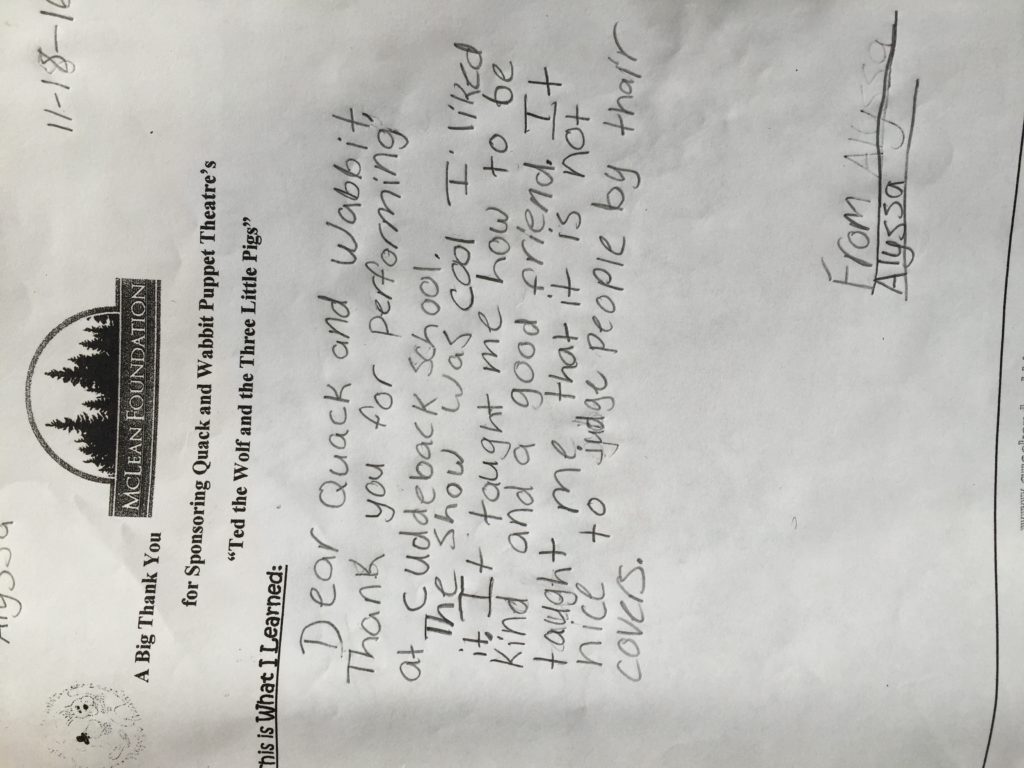 Alyssa
11-18-16
McLEAN FOUNDATION
A Big Thank You
for Sponsoring Quack and Wabbit Puppet Theatre's
“Ted the Wolf and the Three Little Pigs”
This is What I Learned:
Dear Quack and Wabbit,
Thank you for performing
at Cuddeback School.
The show was cool I liked
it. It taught me how to be
kind and a good friend. It
taught me that it is not
nice to judge people by thair
covers.
From Alyssa
Alyssa